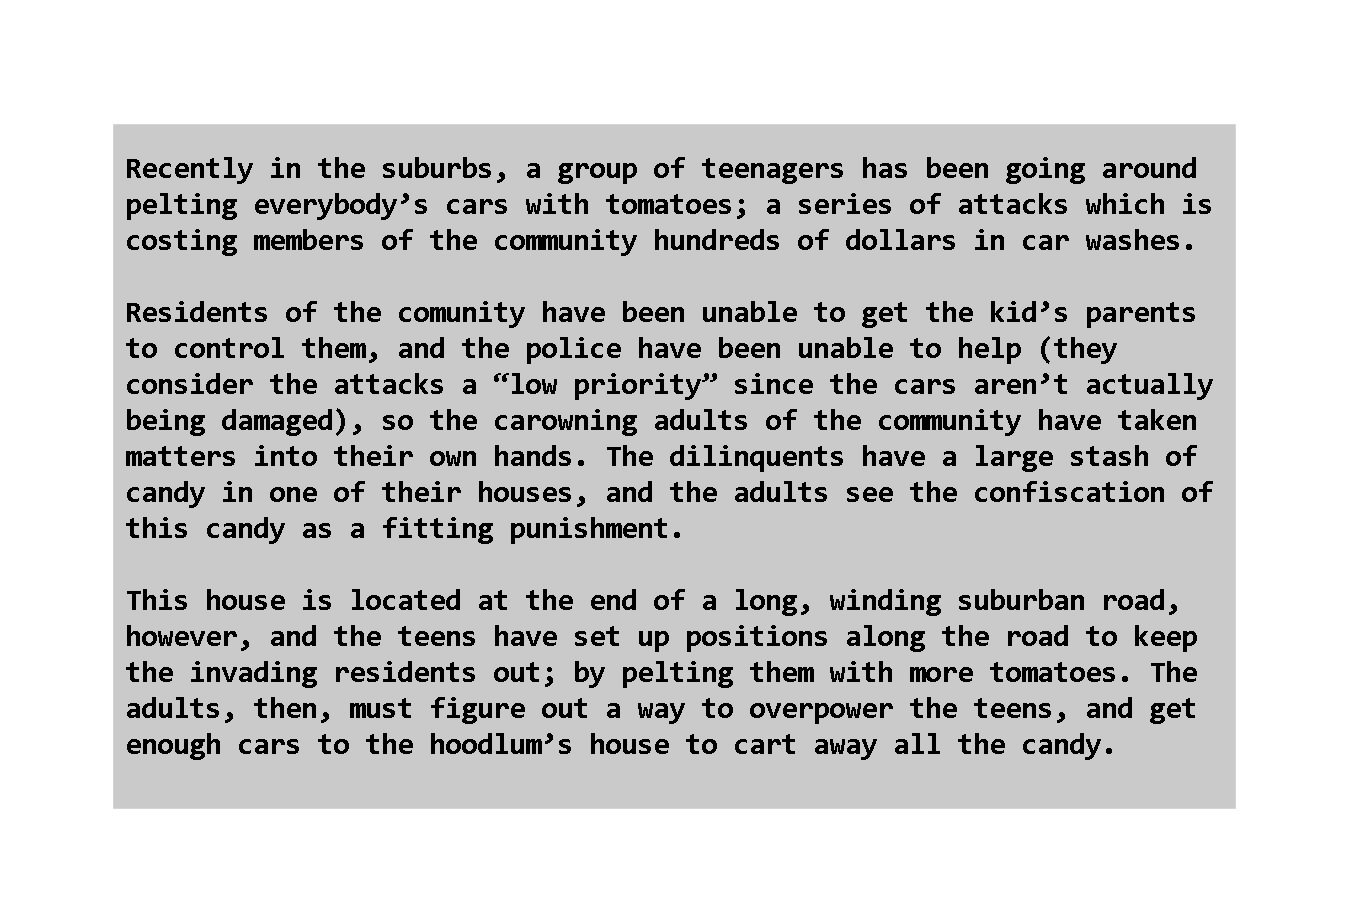 Recently in the suburbs, a group of teenagers has been going around
pelting everybody’s cars with tomatoes; a series of attacks which is
costing members of the community hundreds of dollars in car washes.
Residents of the comunity have been unable to get the kid’s parents
to control them, and the police have been unable to help (they
consider the attacks a “low priority” since the cars aren’t actually
being damaged), so the carowning adults of the community have taken
matters into their own hands. The dilinquents have a large stash of
candy in one of their houses, and the adults see the confiscation of
this candy as a fitting punishment.
This house is located at the end of a long, winding suburban road,
however, and the teens have set up positions along the road to keep
the invading residents out; by pelting them with more tomatoes. The
adults, then, must figure out a way to overpower the teens, and get
enough cars to the hoodlum’s house to cart away all the candy.